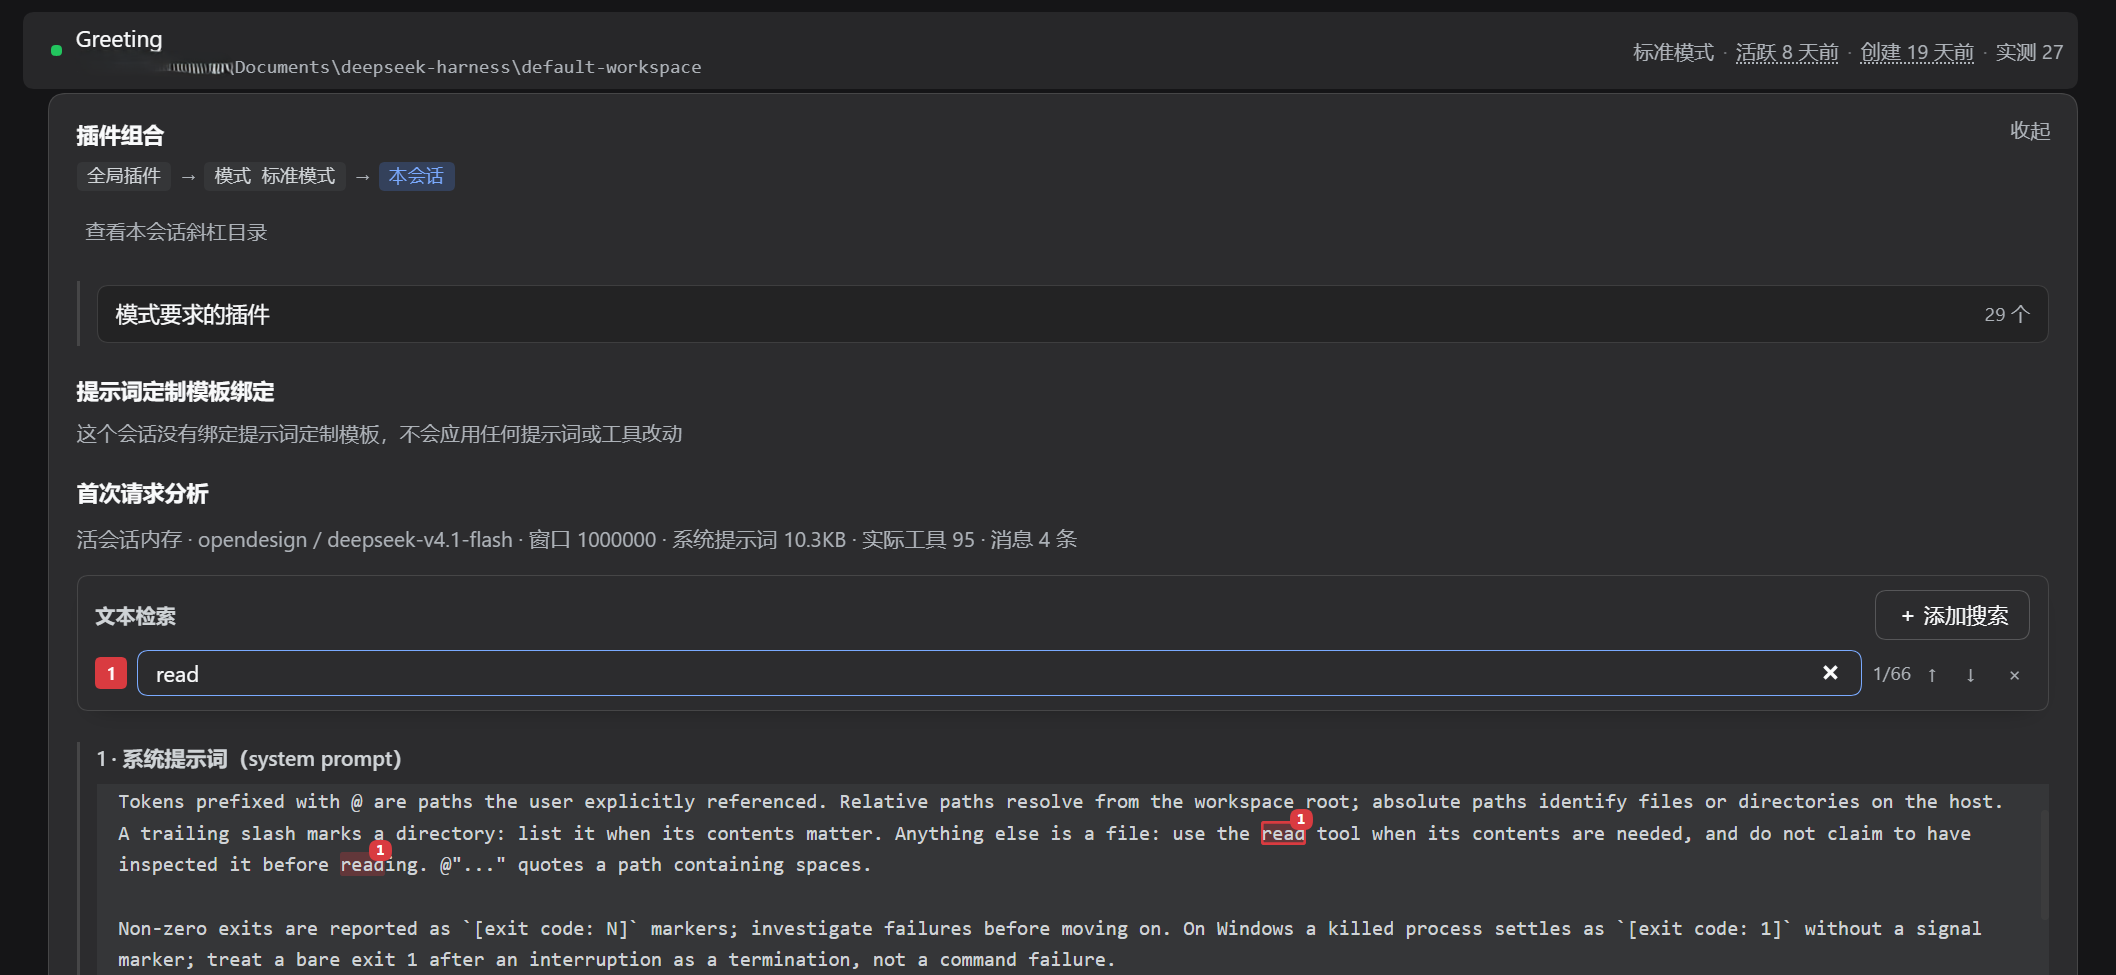 Greeting
\Documents\deepseek-harness\default-workspace
标准模式 · 活跃 8 天前 · 创建 19 天前 · 实测 27
插件组合
收起
全局插件 → 模式 标准模式 → 本会话
查看本会话斜杠目录
模式要求的插件
29 个
提示词定制模板绑定
这个会话没有绑定提示词定制模板，不会应用任何提示词或工具改动
首次请求分析
活会话内存 · opendesign / deepseek-v4.1-flash · 窗口 1000000 · 系统提示词 10.3KB · 实际工具 95 · 消息 4 条
文本检索
+ 添加搜索
1 read × 1/66 ↑ ↓ ×
1 · 系统提示词（system prompt）
Tokens prefixed with @ are paths the user explicitly referenced. Relative paths resolve from the workspace root; absolute paths identify files or directories on the host.
1
A trailing slash marks a directory: list it when its contents matter. Anything else is a file: use the read tool when its contents are needed, and do not claim to have
1
inspected it before reading. @"..." quotes a path containing spaces.
Non-zero exits are reported as `[exit code: N]` markers; investigate failures before moving on. On Windows a killed process settles as `[exit code: 1]` without a signal
marker; treat a bare exit 1 after an interruption as a termination, not a command failure.